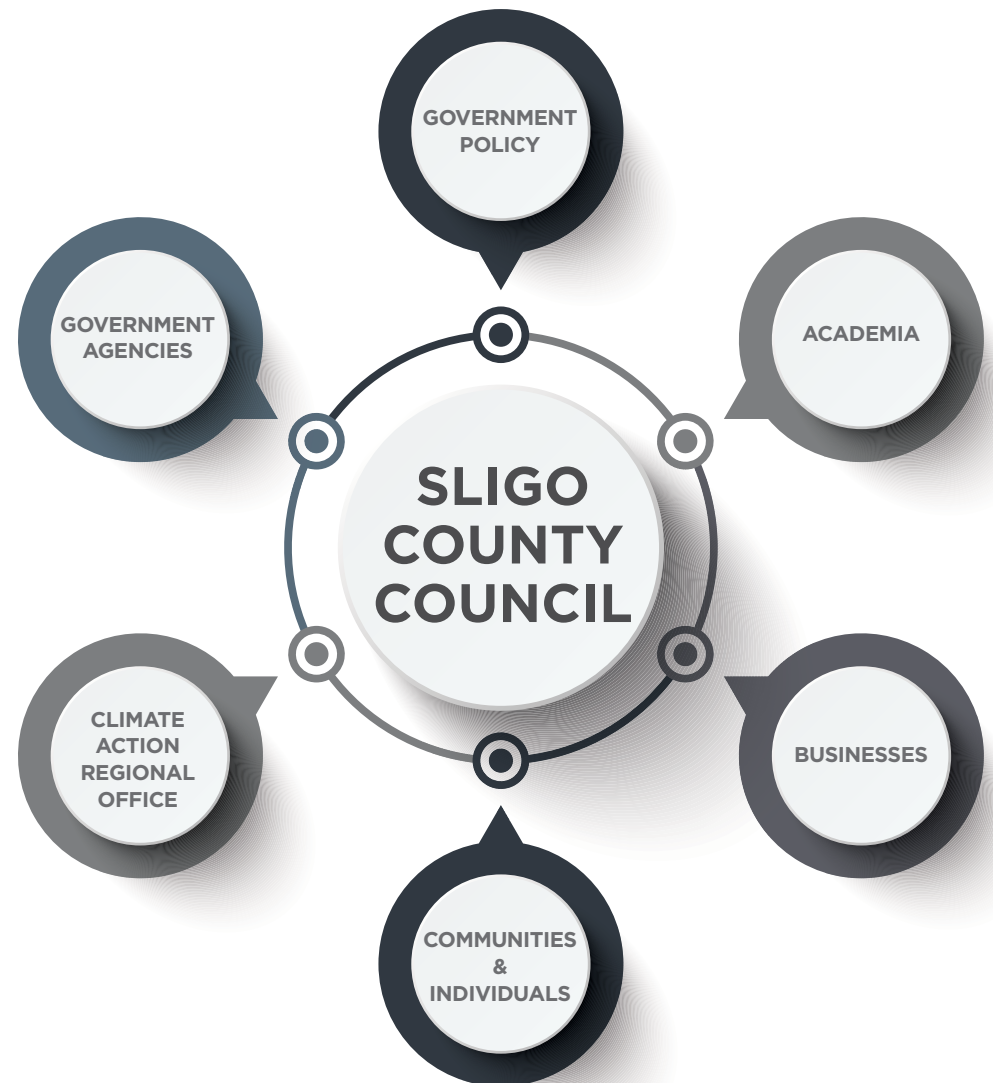 GOVERNMENT
POLICY
GOVERNMENT
AGENCIES
ACADEMIA
SLIGO
COUNTY
COUNCIL
CLIMATE
ACTION
REGIONAL
OFFICE
BUSINESSES
COMMUNITIES
&
INDIVIDUALS